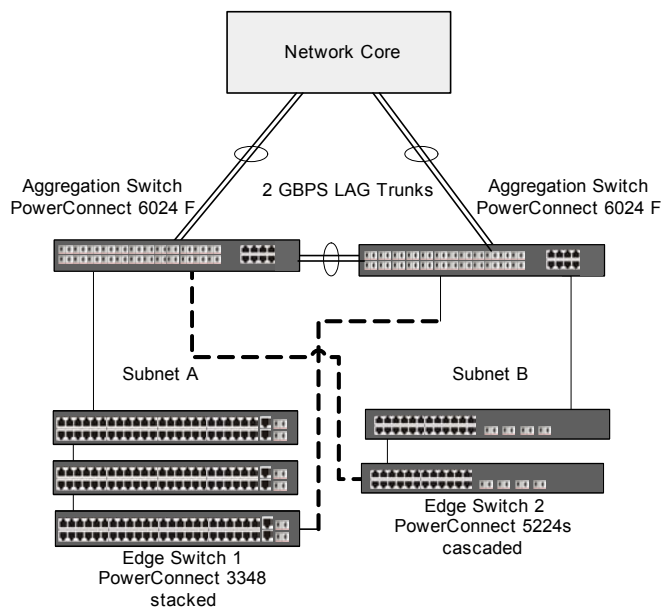 Network Core
Aggregation Switch
PowerConnect 6024 F
2 GBPS LAG Trunks
Aggregation Switch
PowerConnect 6024 F
Subnet A
Subnet B
Edge Switch 1
PowerConnect 3348
stacked
Edge Switch 2
PowerConnect 5224s
cascaded